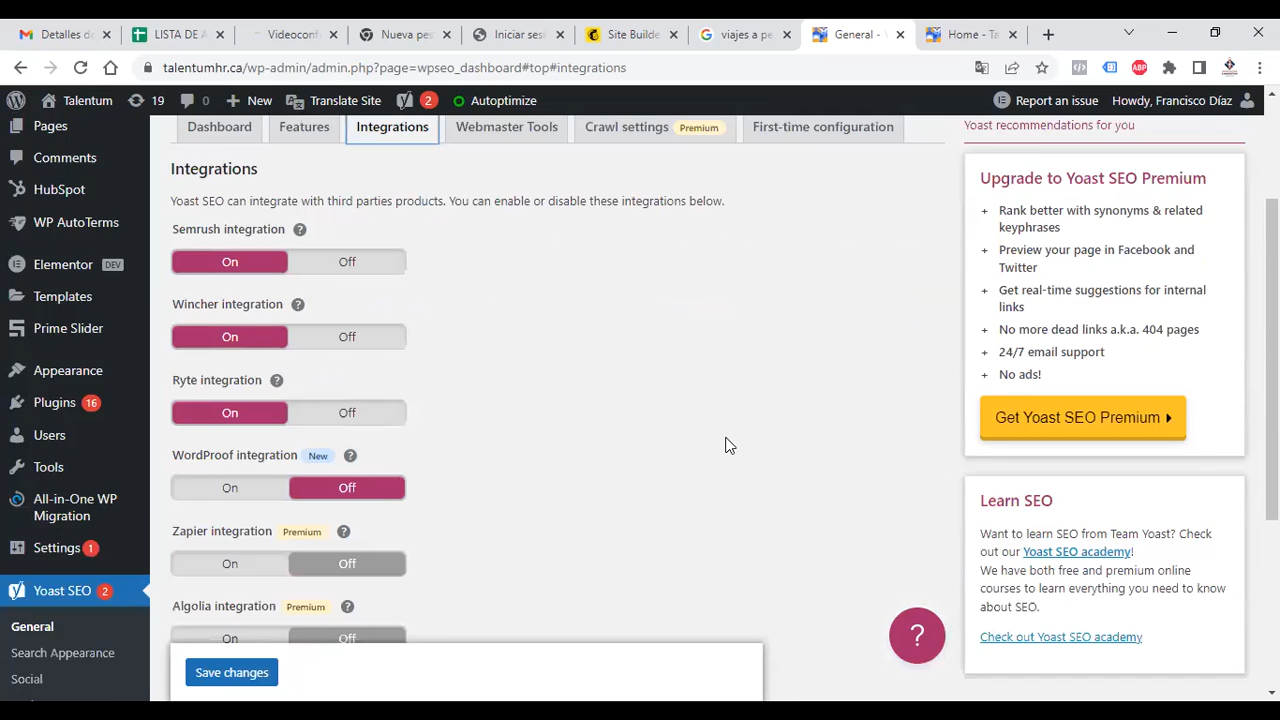 Detalles de
LISTA DE A
Videoconf
Nueva pes
Iniciar sesi
Site Builde
viajes a pe
General - 
Home - Ta
talentumhr.ca/wp-admin/admin.php?page=wpseo_dashboard#top#integrations
ABP
Talentum
19
0
New
Translate Site
2
Autoptimize
Report an issue
Howdy, Francisco Díaz
Pages
Comments
HubSpot
WP AutoTerms
Elementor DEV
Templates
Prime Slider
Appearance
Plugins 16
Users
Tools
All-in-One WP
Migration
Settings 1
Yoast SEO 2
General
Search Appearance
Social
Dashboard
Features
Integrations
Webmaster Tools
Crawl settings Premium
First-time configuration
Integrations
Yoast SEO can integrate with third parties products. You can enable or disable these integrations below.
Semrush integration ?
On Off
Wincher integration ?
On Off
Ryte integration ?
On Off
WordProof integration New ?
On Off
Zapier integration Premium ?
On Off
Algolia integration Premium ?
On Off
Save changes
Yoast recommendations for you
Upgrade to Yoast SEO Premium
+ Rank better with synonyms & related
keyphrases
+ Preview your page in Facebook and
Twitter
+ Get real-time suggestions for internal
links
+ No more dead links a.k.a. 404 pages
+ 24/7 email support
+ No ads!
Get Yoast SEO Premium
Learn SEO
Want to learn SEO from Team Yoast? Check
out our Yoast SEO academy!
We have both free and premium online
courses to learn everything you need to know
about SEO.
Check out Yoast SEO academy
?